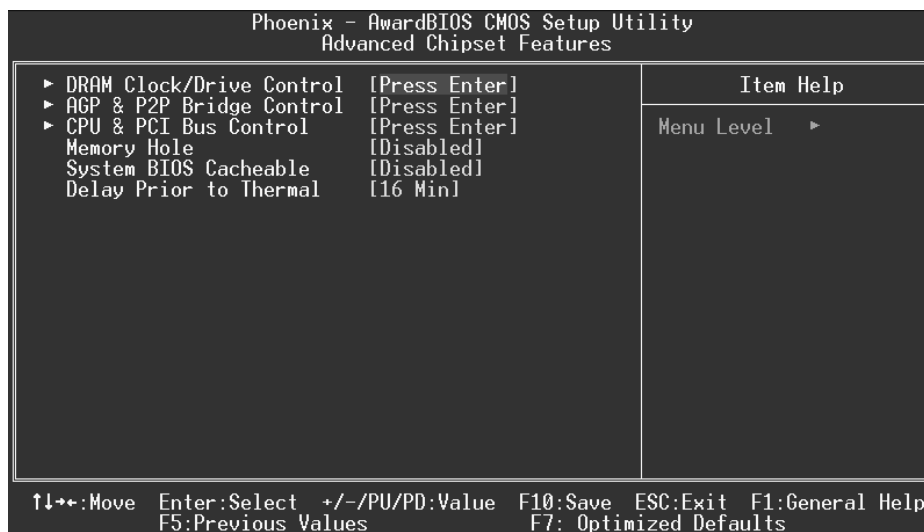 Phoenix - AwardBIOS CMOS Setup Utility
Advanced Chipset Features
► DRAM Clock/Drive Control [Press Enter]
► AGP & P2P Bridge Control [Press Enter]
► CPU & PCI Bus Control [Press Enter]
Memory Hole [Disabled]
System BIOS Cacheable [Disabled]
Delay Prior to Thermal [16 Min]
Item Help
Menu Level ►
↑↓→←:Move Enter:Select +/-/PU/PD:Value F10:Save ESC:Exit F1:General Help
F5:Previous Values F7: Optimized Defaults